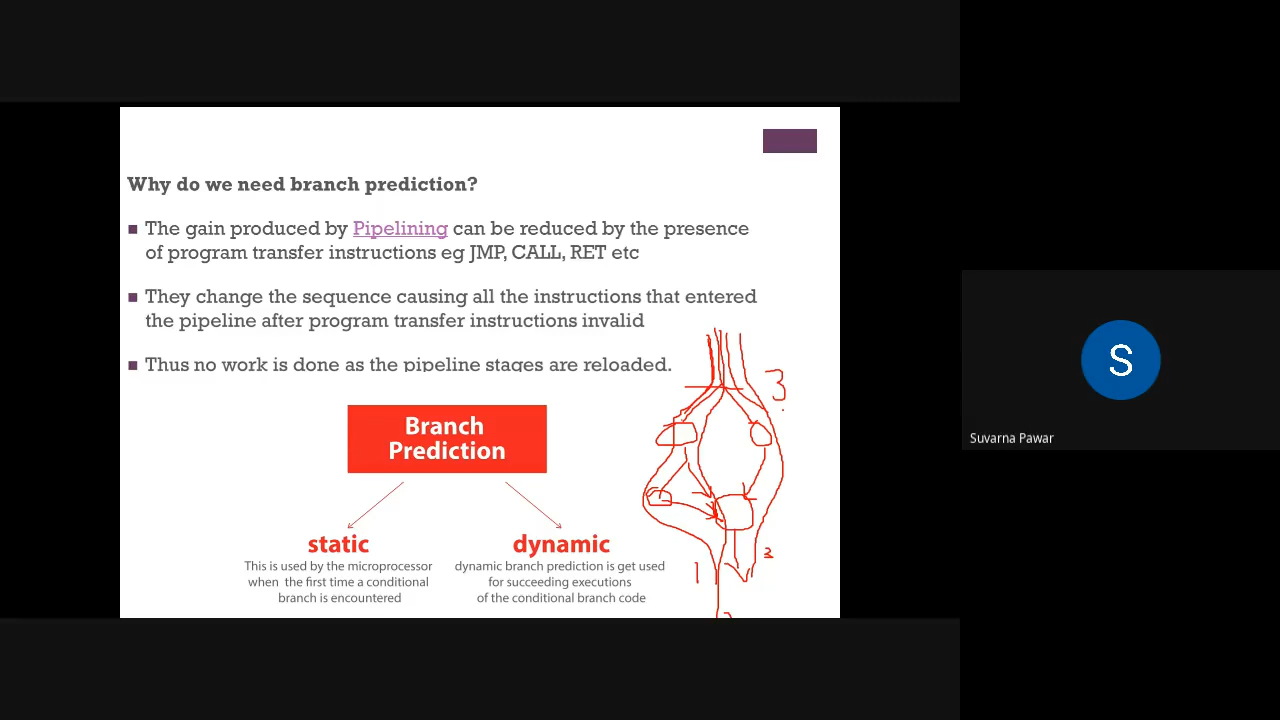 Why do we need branch prediction?
■ The gain produced by Pipelining can be reduced by the presence
of program transfer instructions eg JMP, CALL, RET etc
■ They change the sequence causing all the instructions that entered
the pipeline after program transfer instructions invalid
■ Thus no work is done as the pipeline stages are reloaded.
3
Branch
Prediction
static
This is used by the microprocessor
when the first time a conditional
branch is encountered
dynamic
dynamic branch prediction is get used
for succeeding executions
of the conditional branch code
1
3
S
Suvarna Pawar